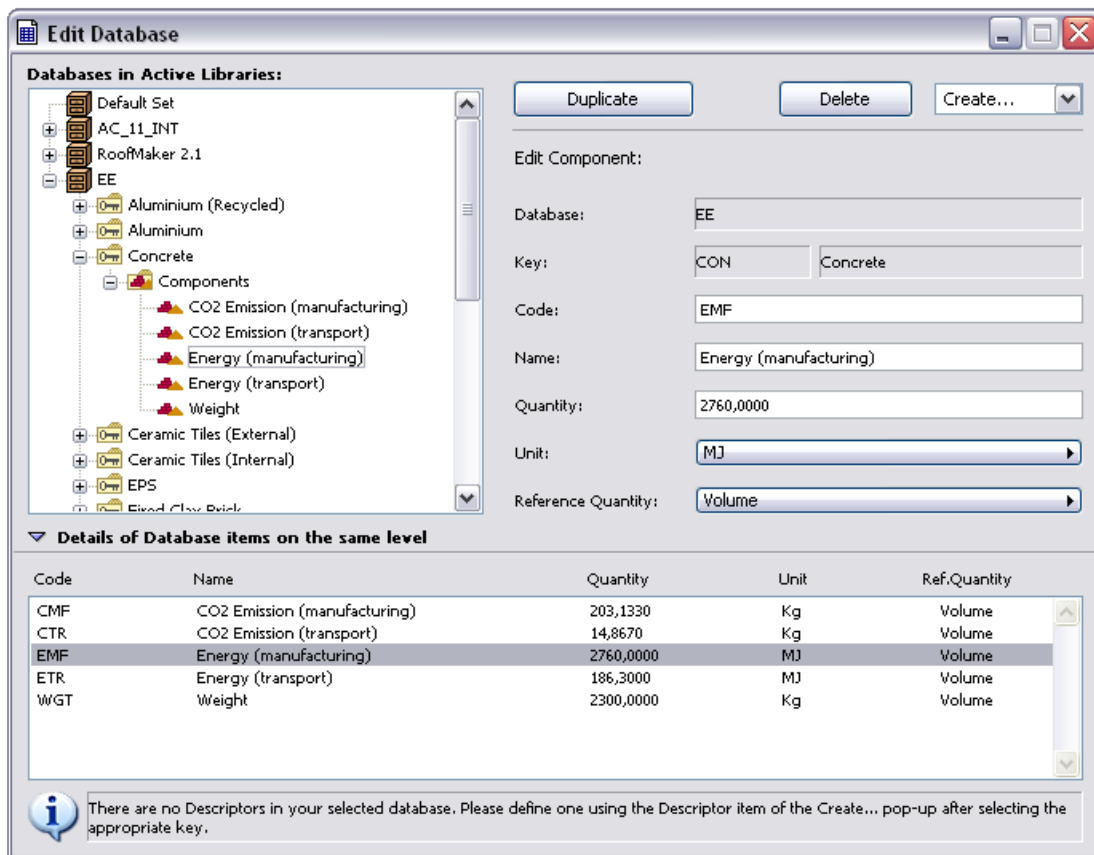 Edit Database
Databases in Active Libraries:
Default Set
AC_11_INT
RoofMaker 2.1
EE
Aluminium (Recycled)
Aluminium
Concrete
Components
CO2 Emission (manufacturing)
CO2 Emission (transport)
Energy (manufacturing)
Energy (transport)
Weight
Ceramic Tiles (External)
Ceramic Tiles (Internal)
EPS
Fired Clay Brick
Duplicate Delete Create...
Edit Component:
Database: EE
Key: CON Concrete
Code: EMF
Name: Energy (manufacturing)
Quantity: 2760,0000
Unit: MJ
Reference Quantity: Volume
Details of Database items on the same level
Code Name Quantity Unit Ref.Quantity
CMF CO2 Emission (manufacturing) 203,1330 Kg Volume
CTR CO2 Emission (transport) 14,8670 Kg Volume
EMF Energy (manufacturing) 2760,0000 MJ Volume
ETR Energy (transport) 186,3000 MJ Volume
WGT Weight 2300,0000 Kg Volume
There are no Descriptors in your selected database. Please define one using the Descriptor item of the Create... pop-up after selecting the
appropriate key.